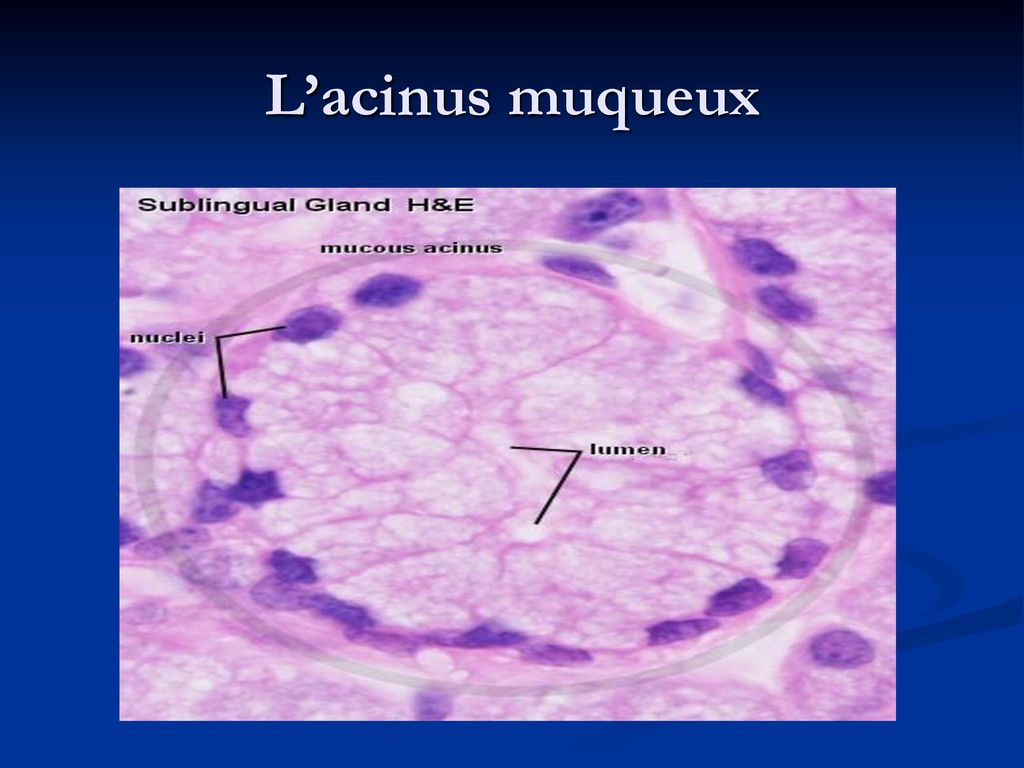 L’acinus muqueux
Sublingual Gland H&E
mucous acinus
nuclei
lumen